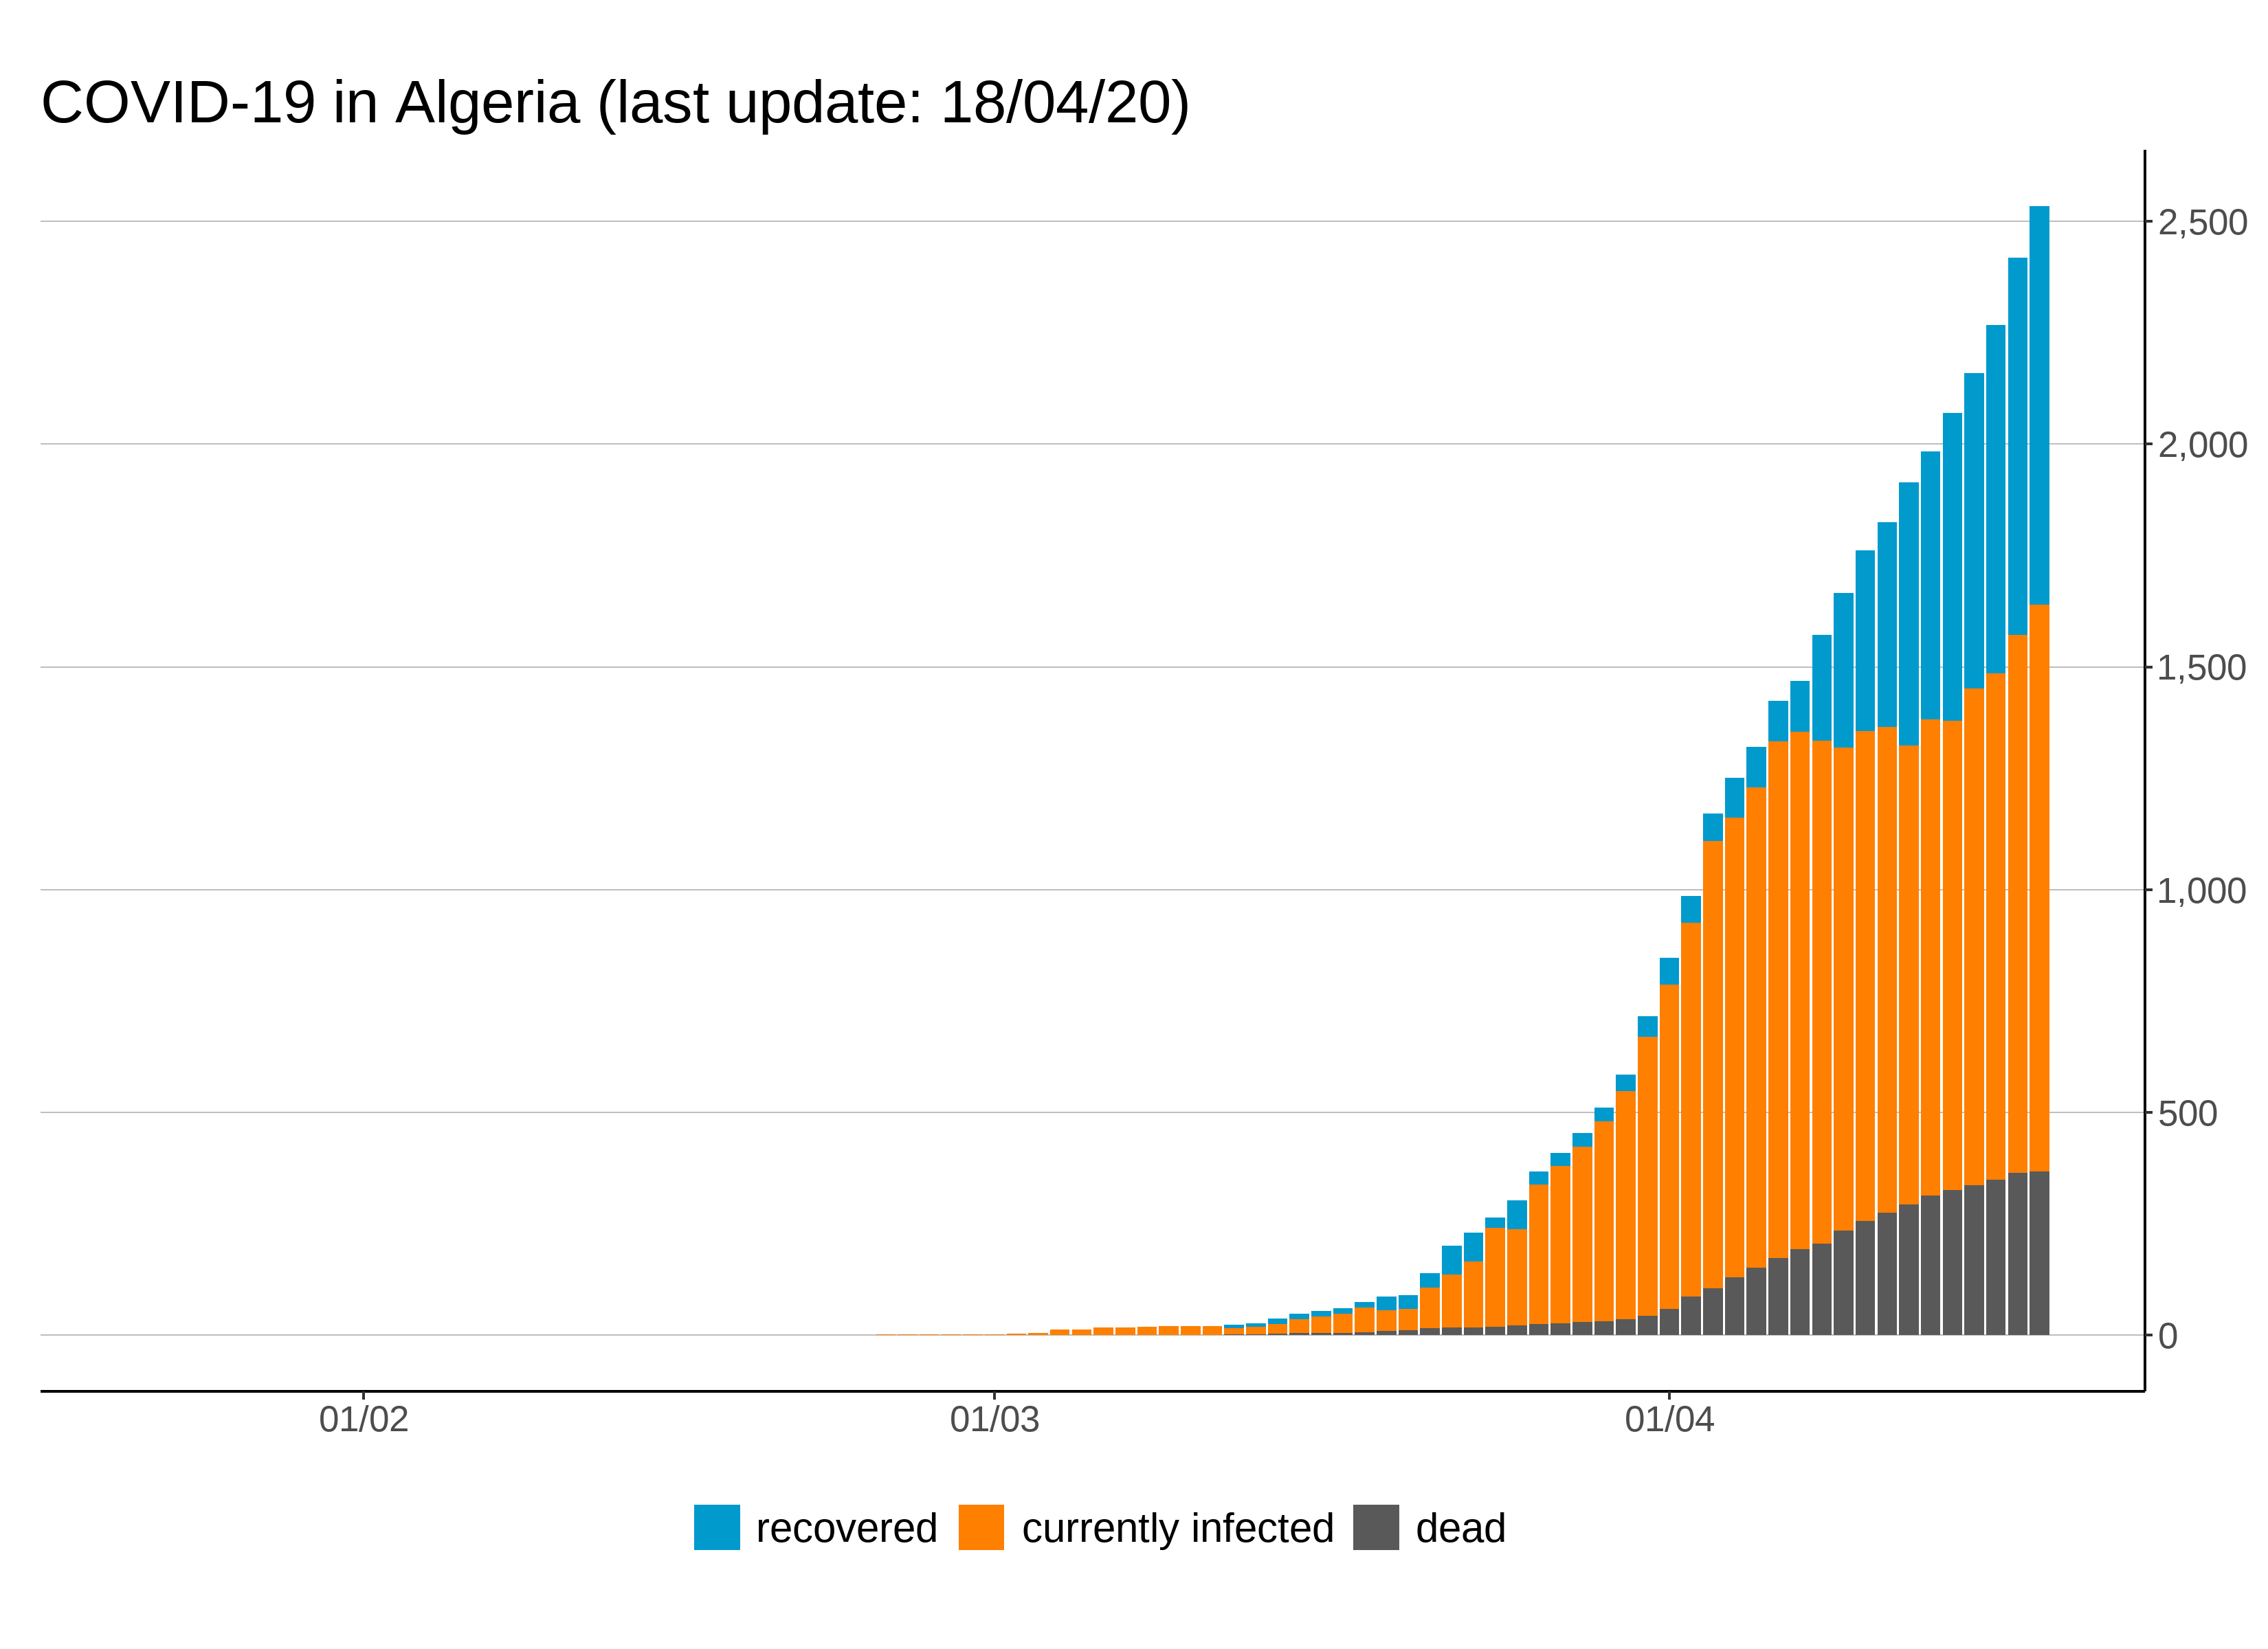 COVID-19 in Algeria (last update: 18/04/20)
2,500
2,000
1,500
1,000
500
0
01/02 01/03 01/04
recovered currently infected dead